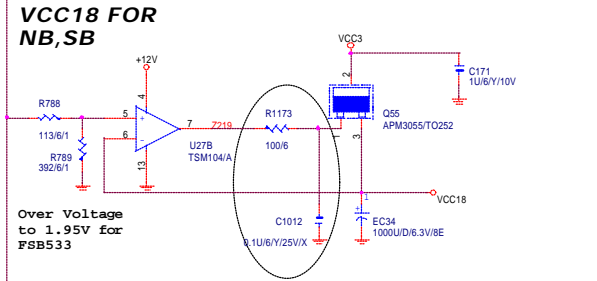 VCC18 FOR
NB,SB
VCC3
+12V
2
C171
1U/6/Y/10V
4
R788
5
7
Z219
R1173
1
Q55
APM3055/TO252
113/6/1
6
U27B
TSM104/A
100/6
3
R789
392/6/1
13
1
VCC18
Over Voltage
to 1.95V for
FSB533
C1012
0.1U/6/Y/25V/X
+
EC34
1000U/D/6.3V/8E